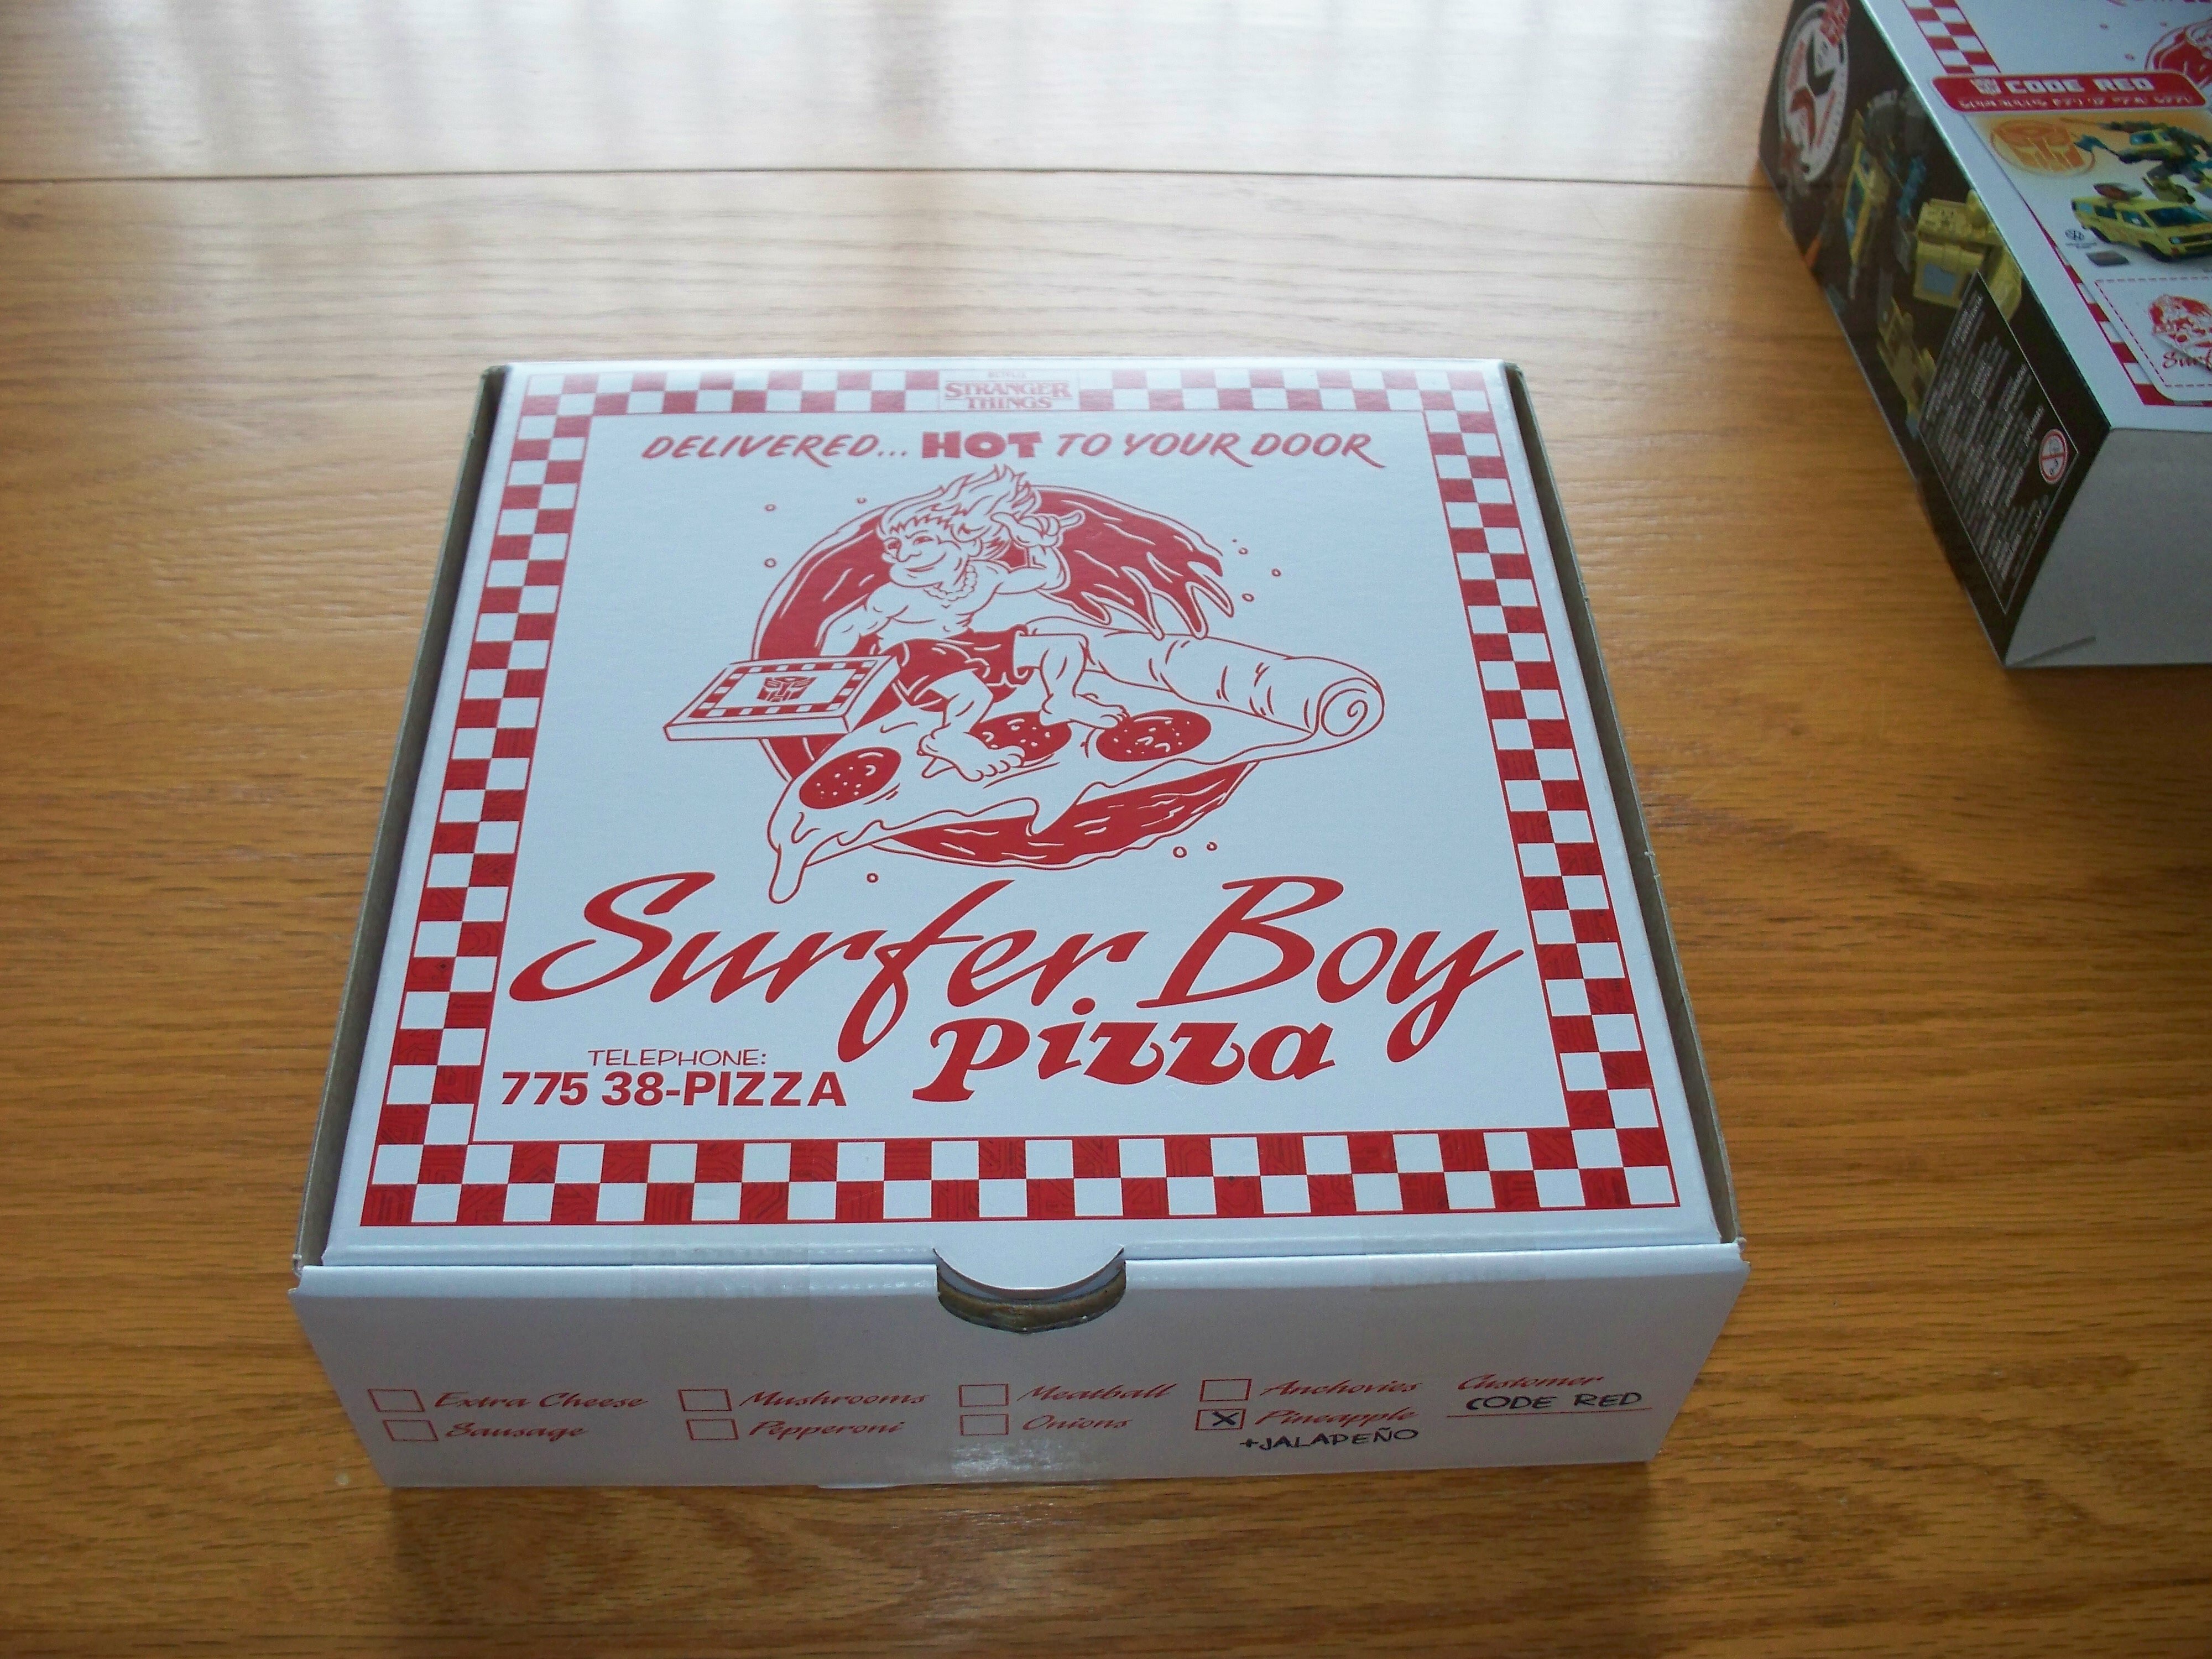 STRANGER
THINGS
DELIVERED... HOT TO YOUR DOOR
Surfer Boy
Pizza
TELEPHONE:
775 38-PIZZA
Extra Cheese
Mushrooms
Meatball
Anchovies
Customer
Sausage
Pepperoni
Onions
X Pineapple
CODE RED
+JALAPEÑO
CODE RED